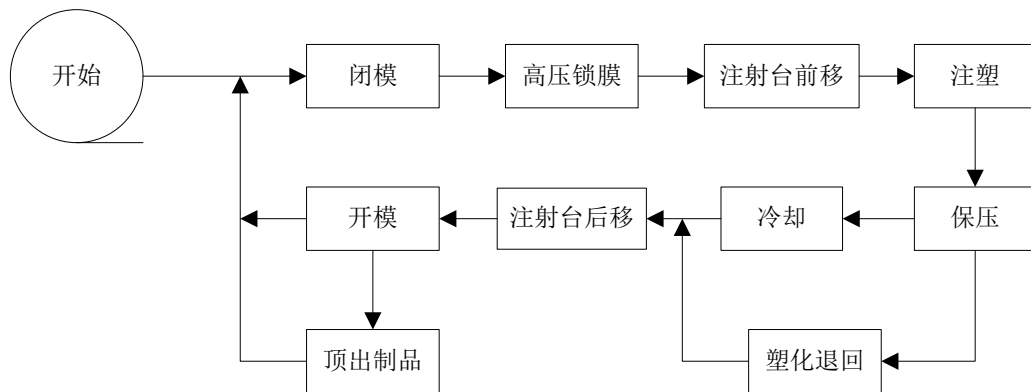 开始
闭模
高压锁膜
注射台前移
注塑
开模
注射台后移
冷却
保压
顶出制品
塑化退回